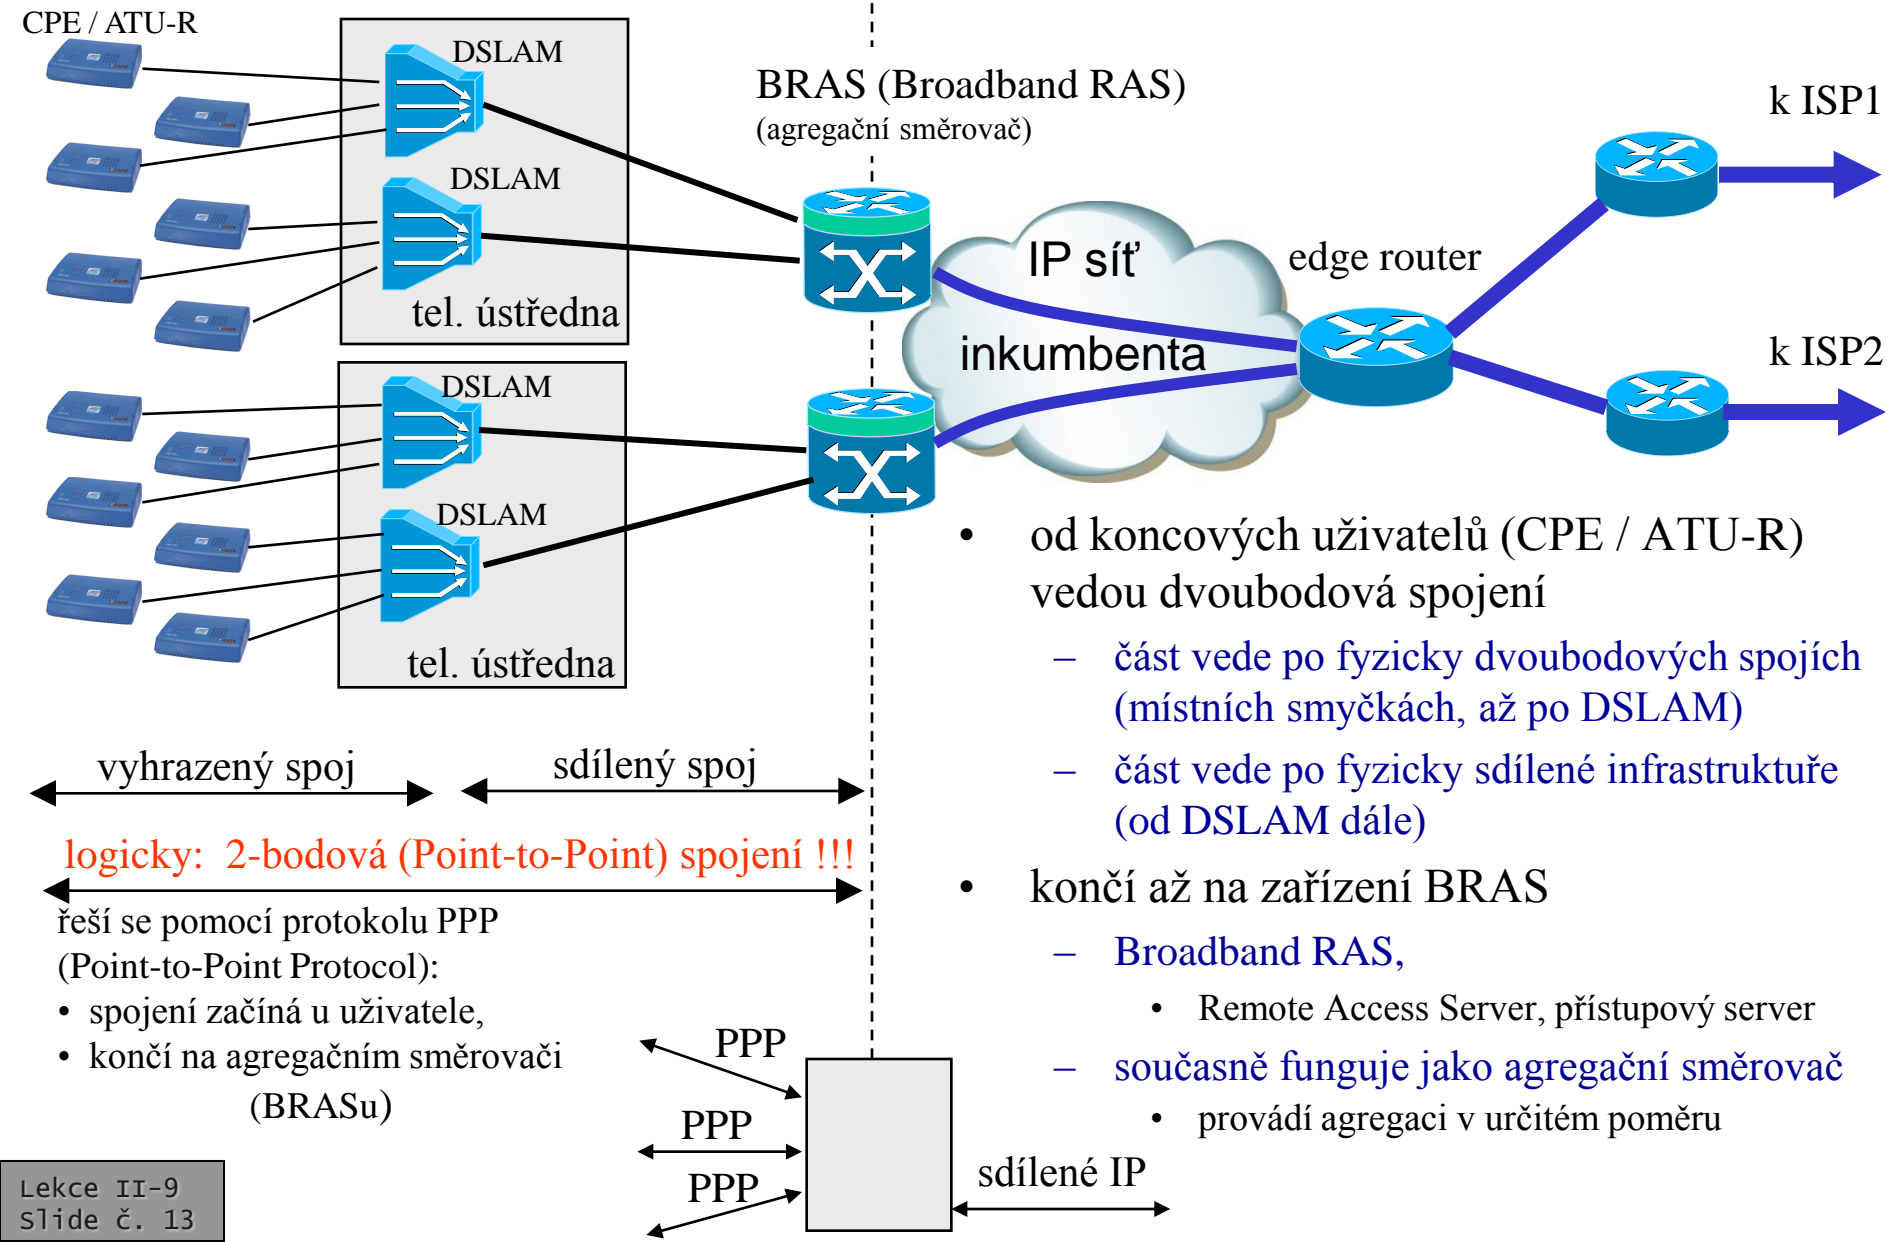 CPE / ATU-R
DSLAM
DSLAM
tel. ústředna
DSLAM
DSLAM
tel. ústředna
BRAS (Broadband RAS)
(agregační směrovač)
IP síť
inkumbenta
edge router
k ISP1
k ISP2
vyhrazený spoj
sdílený spoj
logicky: 2-bodová (Point-to-Point) spojení !!!
řeší se pomocí protokolu PPP
(Point-to-Point Protocol):
• spojení začíná u uživatele,
• končí na agregačním směrovači
(BRASu)
PPP
PPP
PPP
sdílené IP
• od koncových uživatelů (CPE / ATU-R)
vedou dvoubodová spojení
– část vede po fyzicky dvoubodových spojích
(místních smyčkách, až po DSLAM)
– část vede po fyzicky sdílené infrastruktuře
(od DSLAM dále)
• končí až na zařízení BRAS
– Broadband RAS,
• Remote Access Server, přístupový server
– současně funguje jako agregační směrovač
• provádí agregaci v určitém poměru
Lekce II-9
Slide č. 13